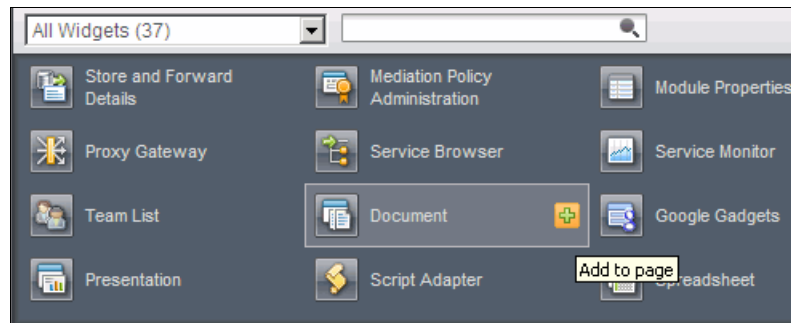 All Widgets (37)
Store and Forward
Details
Mediation Policy
Administration
Module Properties
Proxy Gateway
Service Browser
Service Monitor
Team List
Document
Google Gadgets
Add to page
Presentation
Script Adapter
Spreadsheet